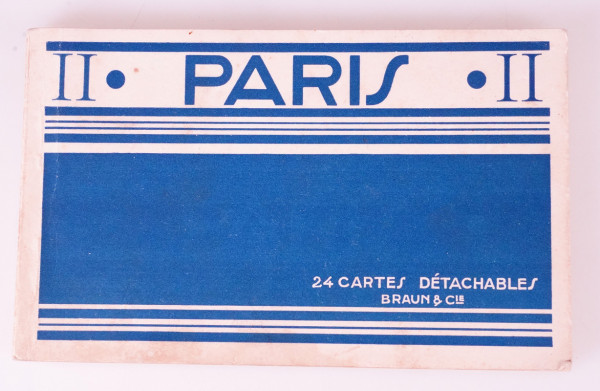 II • PARIS • II
24 CARTES DÉTACHABLES
BRAUN & CIE